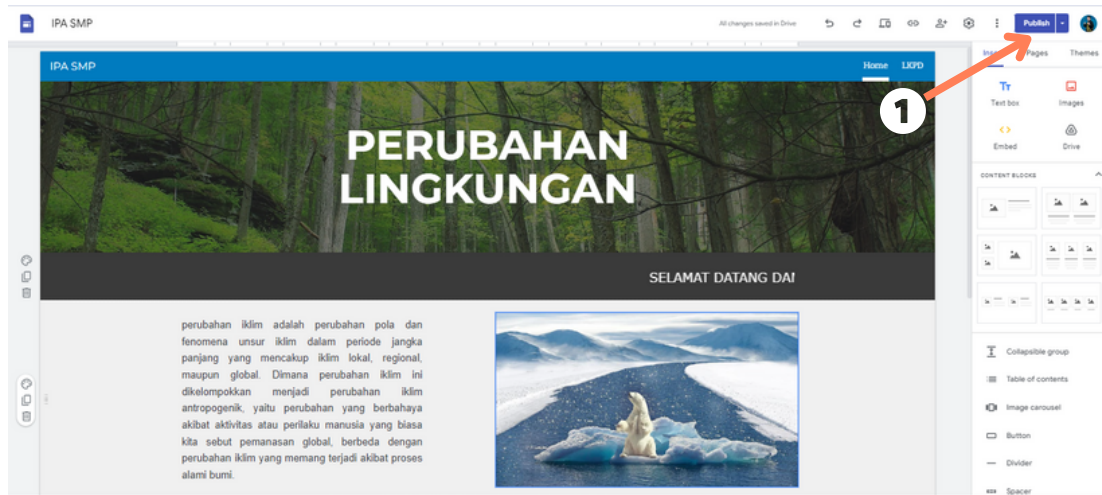 IPA SMP
All changes saved in Drive
Publish
IPA SMP
Home LKPD
Pages Themes
1
Text box Images
Embed Drive
PERUBAHAN
LINGKUNGAN
CONTENT BLOCKS
SELAMAT DATANG DAI
perubahan iklim adalah perubahan pola dan
fenomena unsur iklim dalam periode jangka
panjang yang mencakup iklim lokal, regional,
maupun global. Dimana perubahan iklim ini
dikelompokkan menjadi perubahan iklim
antropogenik, yaitu perubahan yang berbahaya
akibat aktivitas atau perilaku manusia yang biasa
kita sebut pemanasan global, berbeda dengan
perubahan iklim yang memang terjadi akibat proses
alami bumi.
Collapsible group
Table of contents
Image carousel
Button
Divider
Spacer